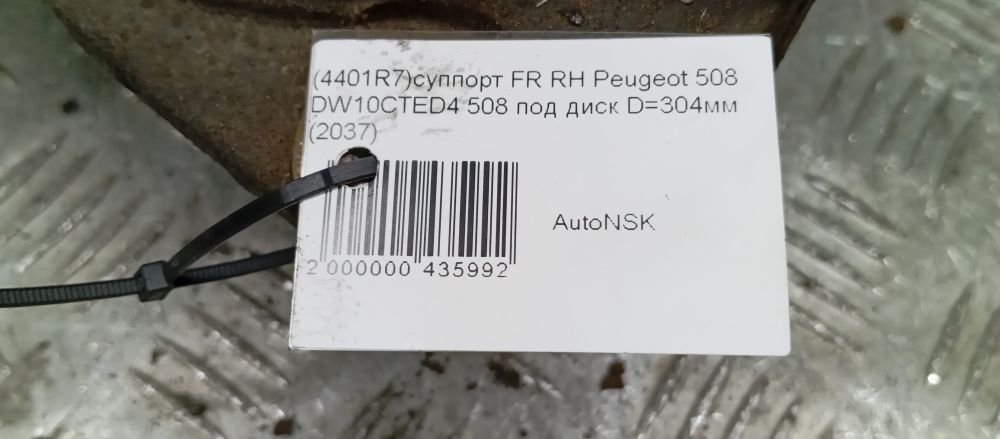 (4401R7)суппорт FR RH Peugeot 508
DW10CTED4 508 под диск D=304мм
(2037)
AutoNSK
2 000000 435992